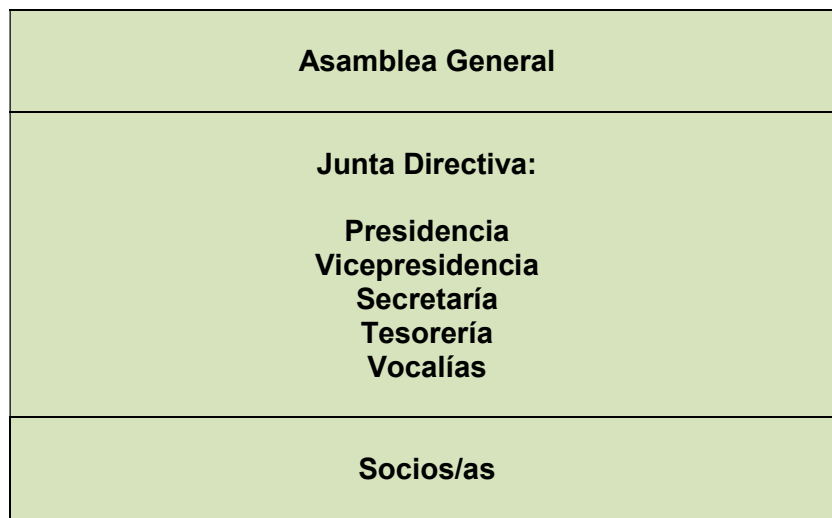 Asamblea General
Junta Directiva:
Presidencia
Vicepresidencia
Secretaría
Tesorería
Vocalías
Socios/as